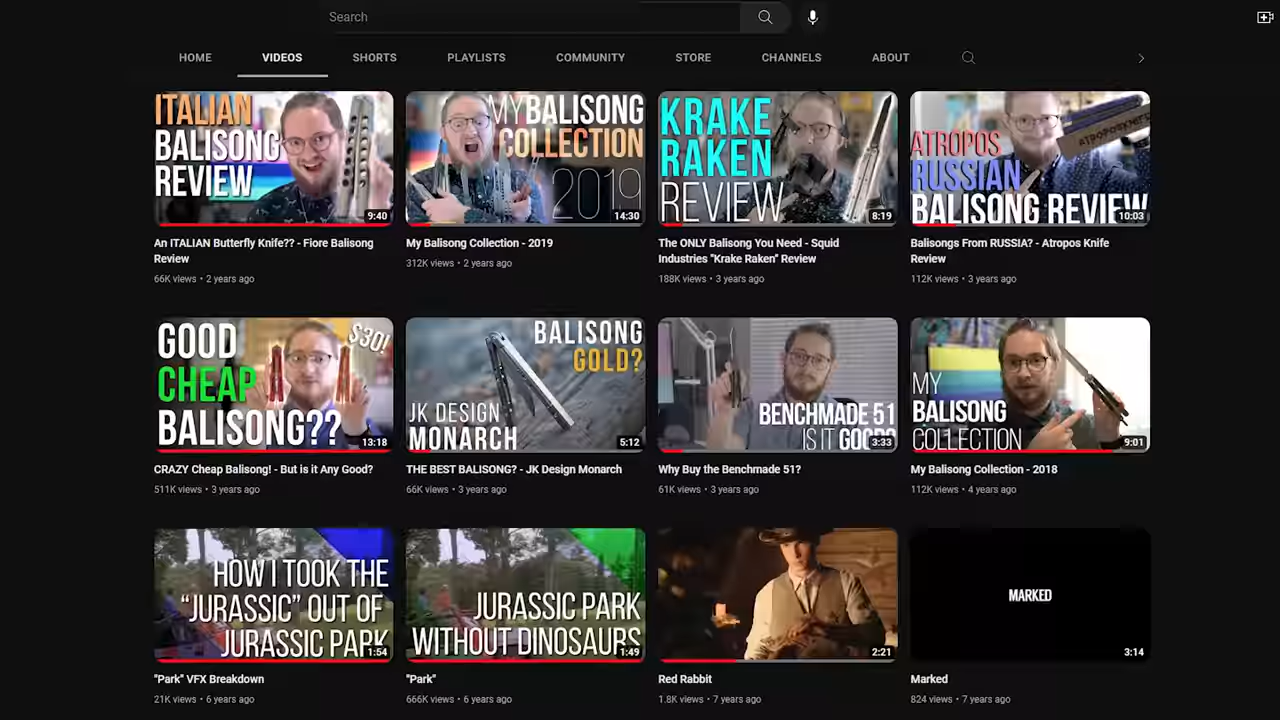 Search
HOME VIDEOS SHORTS PLAYLISTS COMMUNITY STORE CHANNELS ABOUT
ITALIAN
BALISONG
REVIEW
9:40
MY BALISONG
COLLECTION
2019
14:30
KRAKE
RAKEN
REVIEW
8:19
ATROPOS
RUSSIAN
BALISONG REVIEW
10:03
An ITALIAN Butterfly Knife?? - Fiore Balisong
Review
66K views • 2 years ago
My Balisong Collection - 2019
312K views • 2 years ago
The ONLY Balisong You Need - Squid
Industries "Krake Raken" Review
188K views • 3 years ago
Balisongs From RUSSIA? - Atropos Knife
Review
112K views • 3 years ago
GOOD
$30!
CHEAP
BALISONG??
13:18
BALISONG
GOLD?
JK DESIGN
MONARCH
5:12
BENCHMADE 51
IS IT GOOD?
3:33
MY
BALISONG
COLLECTION
9:01
CRAZY Cheap Balisong! - But is it Any Good?
511K views • 3 years ago
THE BEST BALISONG? - JK Design Monarch
66K views • 3 years ago
Why Buy the Benchmade 51?
61K views • 3 years ago
My Balisong Collection - 2018
112K views • 4 years ago
HOW I TOOK THE
“JURASSIC” OUT OF
JURASSIC PARK
1:54
JURASSIC PARK
WITHOUT DINOSAURS
1:49
2:21
MARKED
3:14
"Park" VFX Breakdown
21K views • 6 years ago
"Park"
666K views • 6 years ago
Red Rabbit
1.8K views • 7 years ago
Marked
824 views • 7 years ago